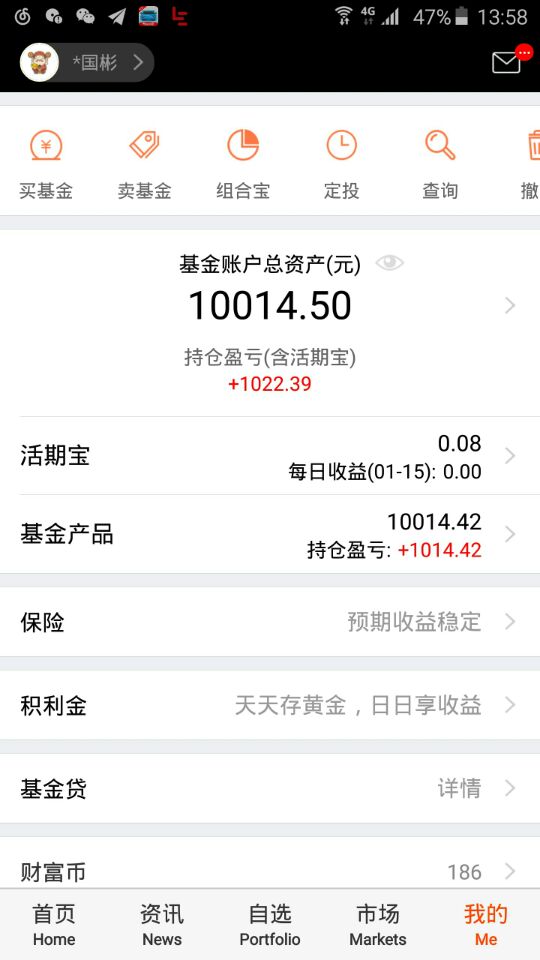 4G 47% 13:58
*国彬
买基金 卖基金 组合宝 定投 查询 撤
基金账户总资产(元)
10014.50
持仓盈亏(含活期宝)
+1022.39
活期宝 0.08
每日收益(01-15): 0.00
基金产品 10014.42
持仓盈亏: +1014.42
保险 预期收益稳定
积利金 天天存黄金，日日享收益
基金贷 详情
财富币 186
首页 资讯 自选 市场 我的
Home News Portfolio Markets Me